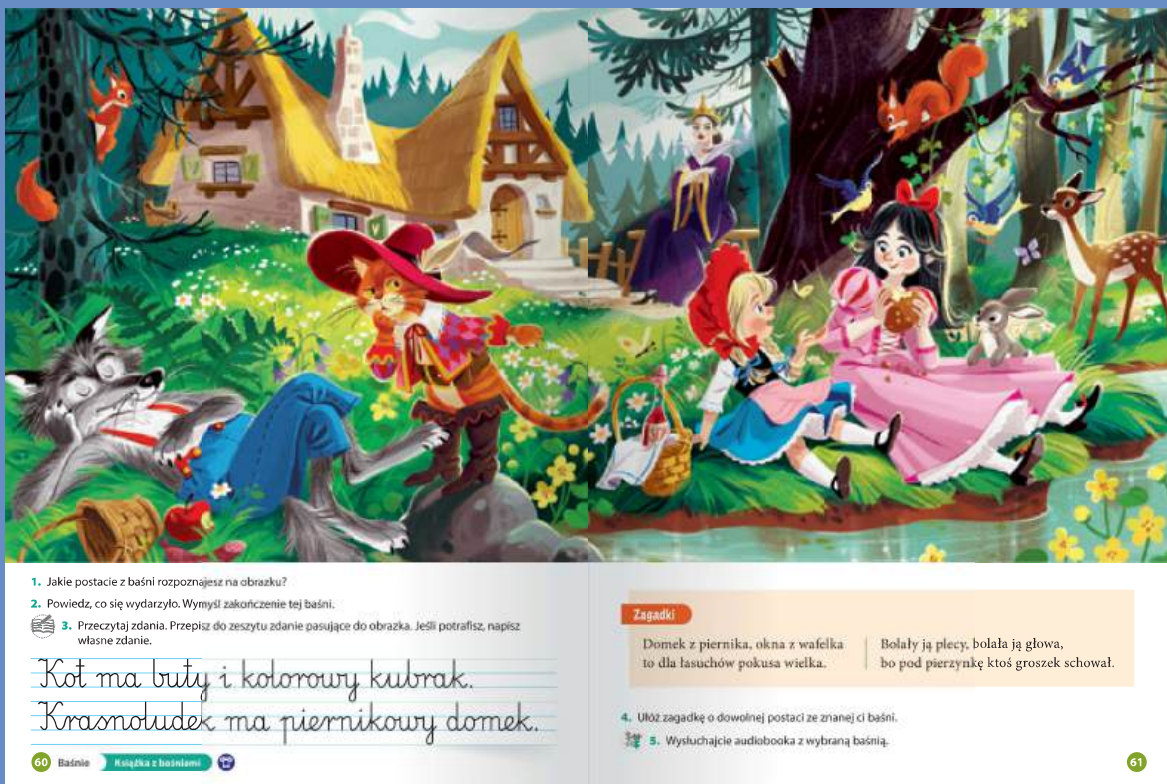 1. Jakie postacie z baśni rozpoznajesz na obrazku?
2. Powiedz, co się wydarzyło. Wymyśl zakończenie tej baśni.
3. Przeczytaj zdania. Przepisz do zeszytu zdanie pasujące do obrazka. Jeśli potrafisz, napisz
własne zdanie.
Kot ma buty i kolorowy kubrak.
Krasnoludek ma piernikowy domek.
60 Baśnie Książka z baśniami
Zagadki
Domek z piernika, okna z wafelka
to dla łasuchów pokusa wielka.
Bolały ją plecy, bolała ją głowa,
bo pod pierzynkę ktoś groszek schował.
4. Ułóż zagadkę o dowolnej postaci ze znanej ci baśni.
5. Wysłuchajcie audiobooka z wybraną baśnią.
61